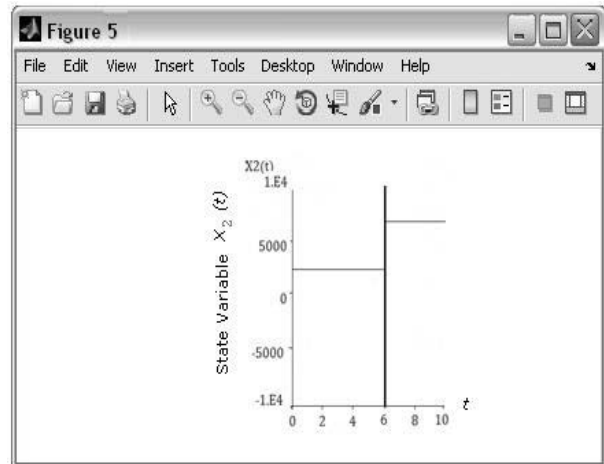 Figure 5
File Edit View Insert Tools Desktop Window Help
X2(t)
1.E4
5000
0
-5000
-1.E4
State Variable X2 (t)
0 2 4 6 8 10
t